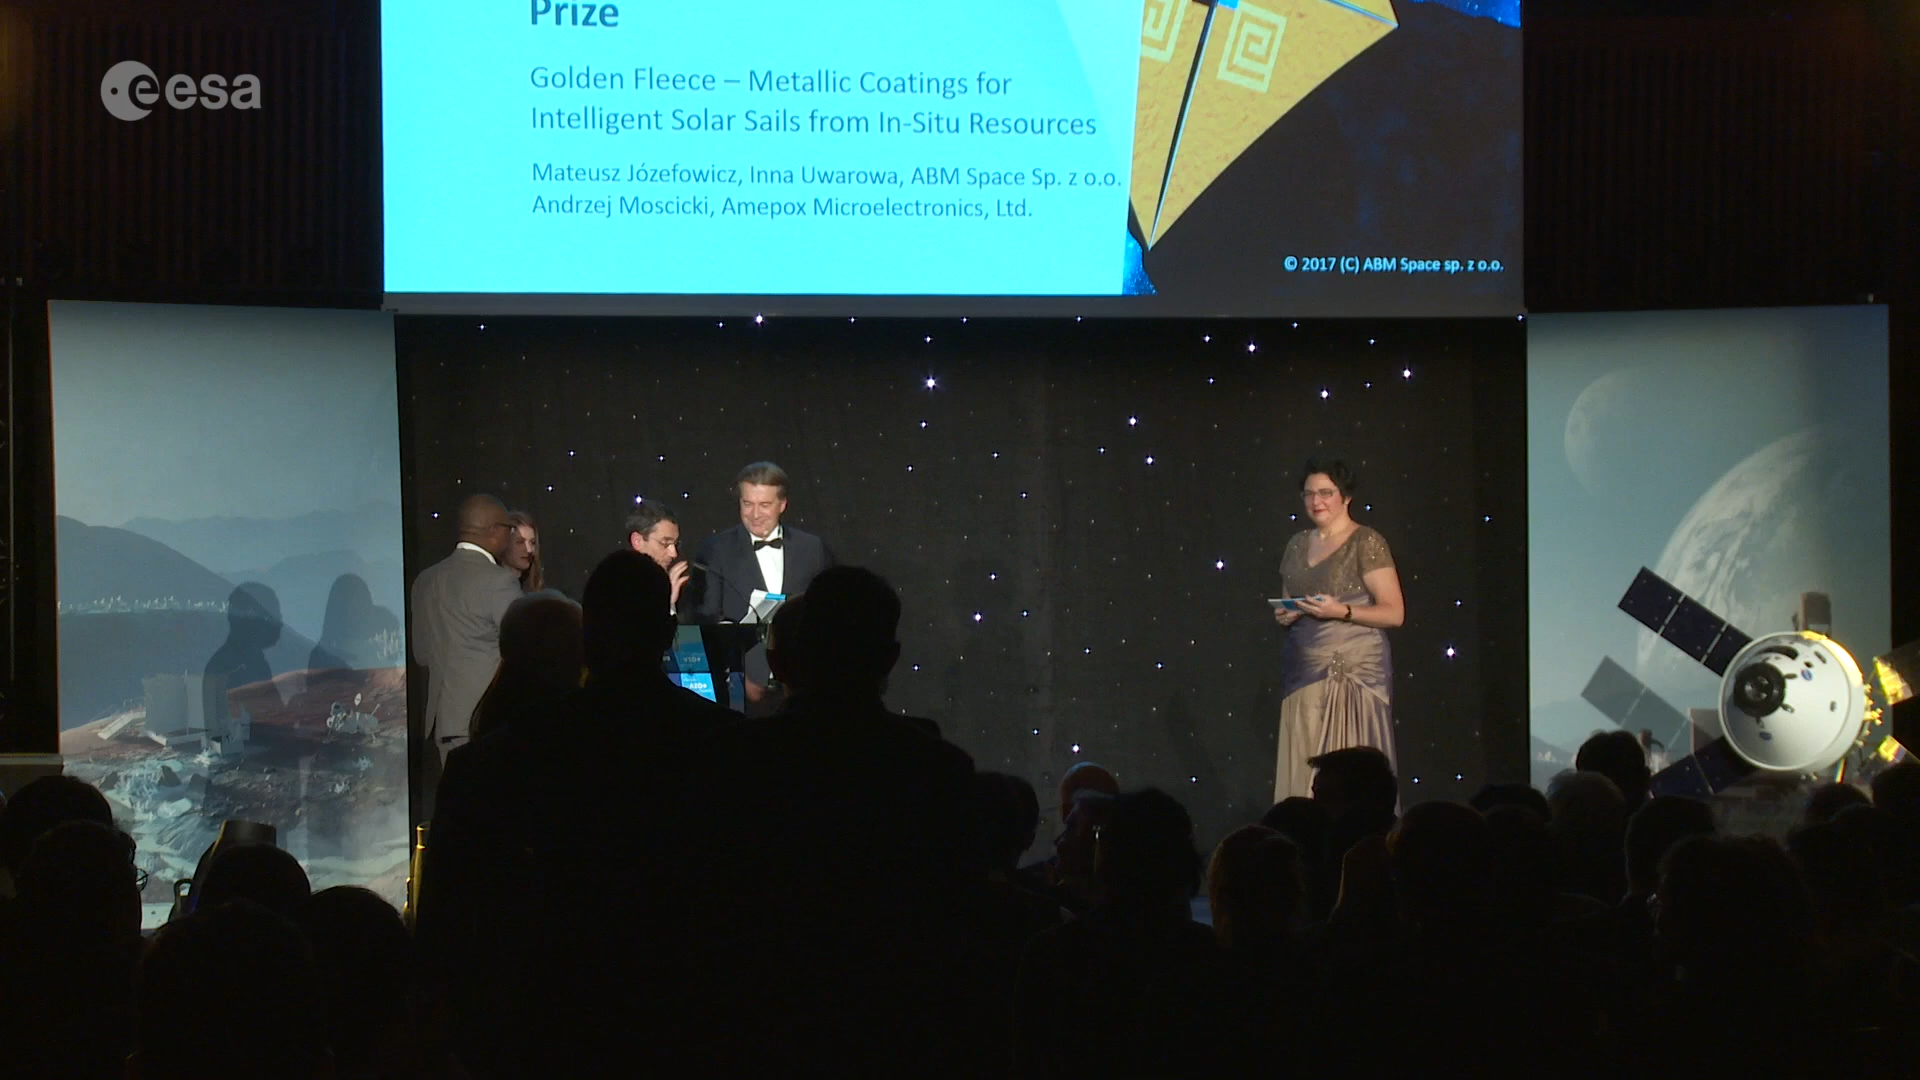 esa
Prize
Golden Fleece – Metallic Coatings for
Intelligent Solar Sails from In-Situ Resources
Mateusz Józefowicz, Inna Uwarowa, ABM Space Sp. z o.o.
Andrzej Moscicki, Amepox Microelectronics, Ltd.
© 2017 (C) ABM Space sp. z o.o.